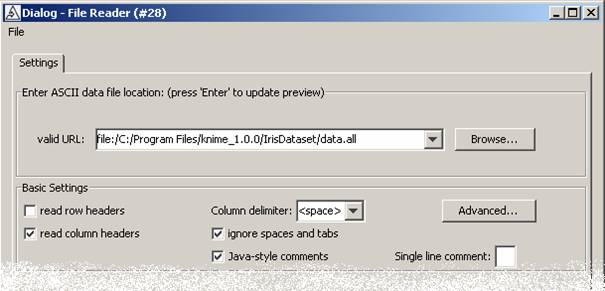 Dialog - File Reader (#28)
File
Settings
Enter ASCII data file location: (press 'Enter' to update preview)
valid URL: file:/C:/Program Files/knime_1.0.0/IrisDataset/data.all Browse...
Basic Settings
read row headers Column delimiter: <space> Advanced...
read column headers ignore spaces and tabs
Java-style comments Single line comment: